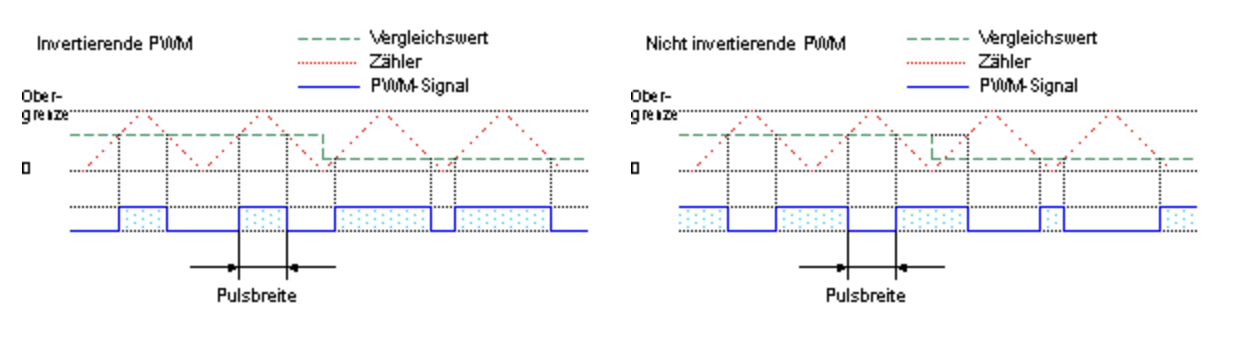 Invertierende PWM
Vergleichswert
Zähler
PWM-Signal
Ober-
grenze
0
Pulsbreite
Nicht invertierende PWM
Vergleichswert
Zähler
PWM-Signal
Ober-
grenze
0
Pulsbreite